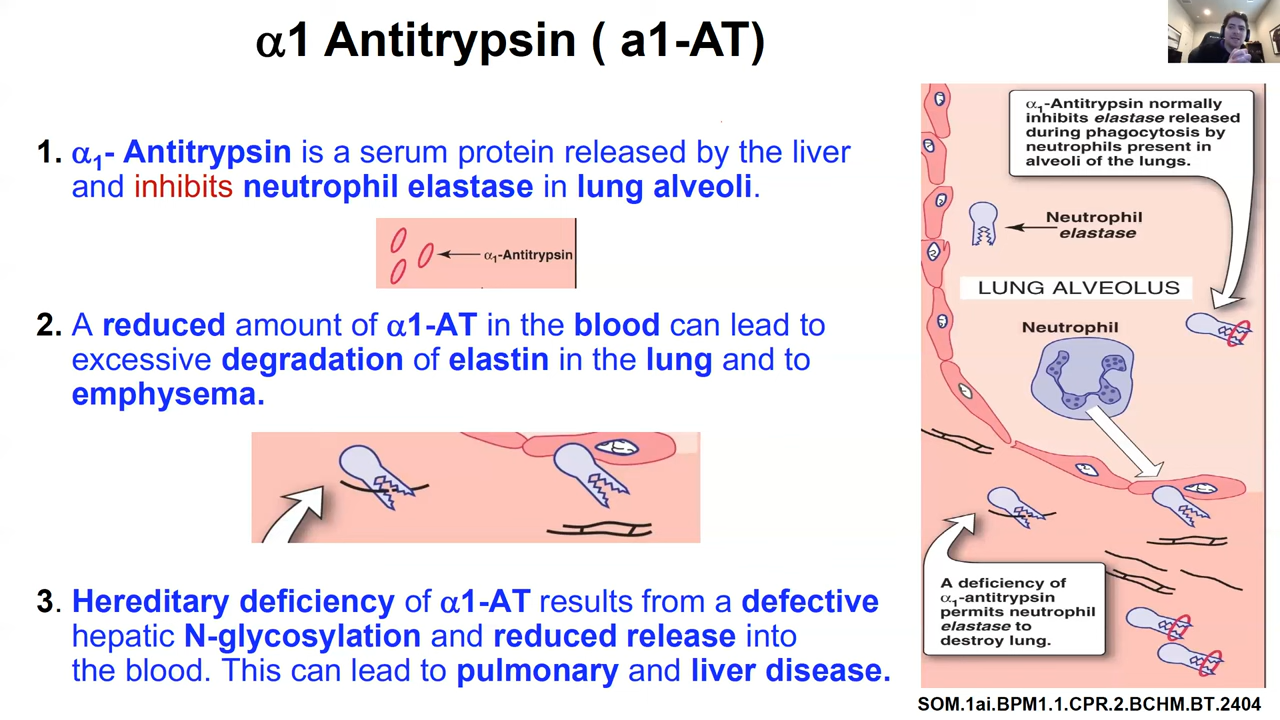 α1 Antitrypsin ( a1-AT)
1. α1- Antitrypsin is a serum protein released by the liver
and inhibits neutrophil elastase in lung alveoli.
α1-Antitrypsin
2. A reduced amount of α1-AT in the blood can lead to
excessive degradation of elastin in the lung and to
emphysema.
3. Hereditary deficiency of α1-AT results from a defective
hepatic N-glycosylation and reduced release into
the blood. This can lead to pulmonary and liver disease.
α1-Antitrypsin normally
inhibits elastase released
during phagocytosis by
neutrophils present in
alveoli of the lungs.
Neutrophil
elastase
LUNG ALVEOLUS
Neutrophil
A deficiency of
α1-antitrypsin
permits neutrophil
elastase to
destroy lung.
SOM.1ai.BPM1.1.CPR.2.BCHM.BT.2404